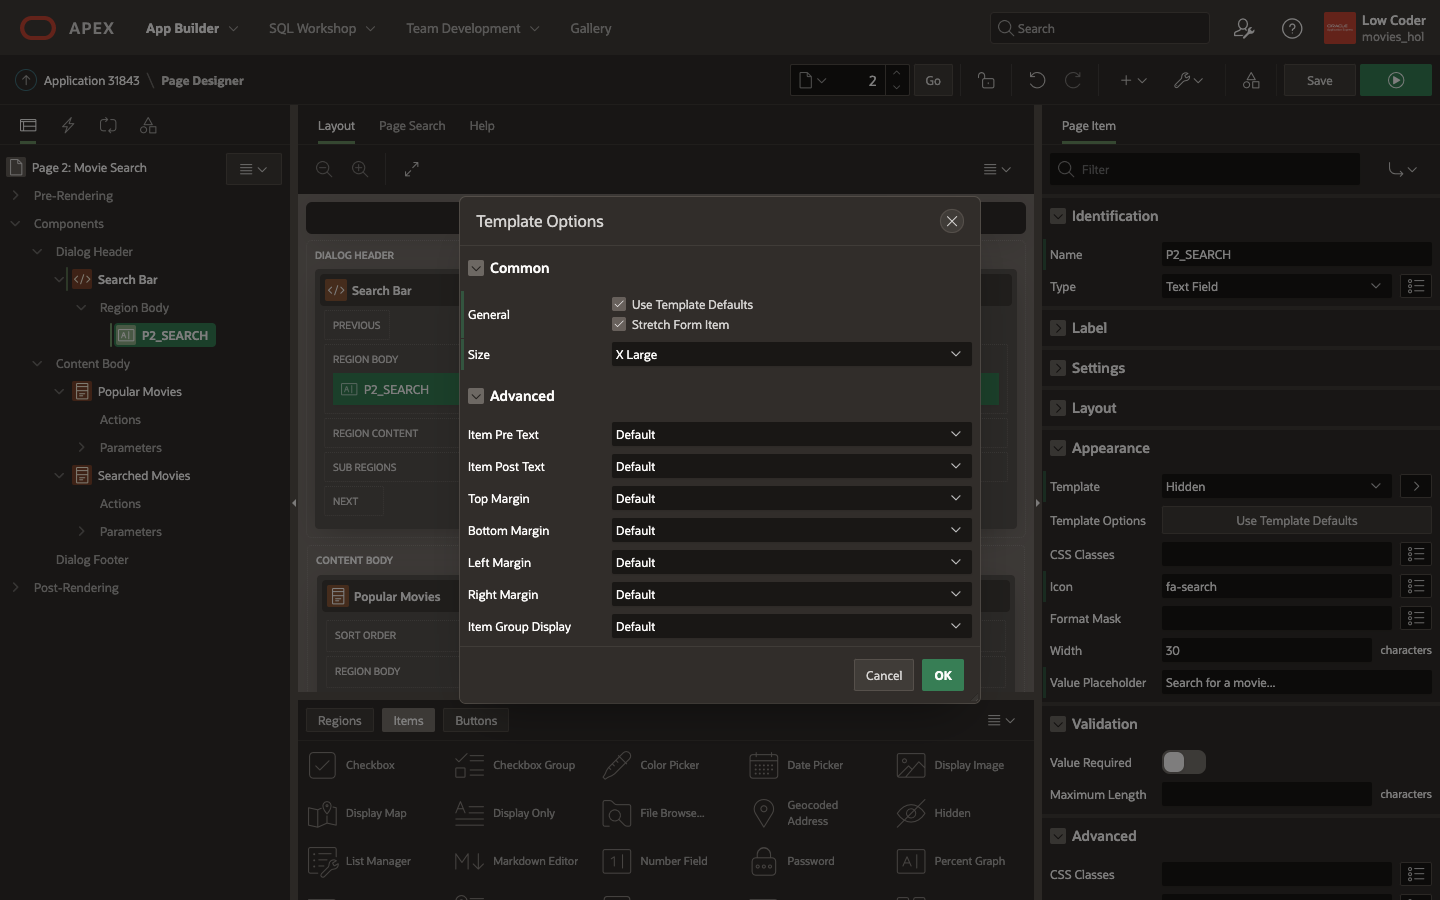 APEX
App Builder
SQL Workshop
Team Development
Gallery
Search
Low Coder
movies_hol
Application 31843 \ Page Designer
2
Go
Save
Layout
Page Search
Help
Page Item
Page 2: Movie Search
Pre-Rendering
Components
Dialog Header
Search Bar
Region Body
P2_SEARCH
Content Body
Popular Movies
Actions
Parameters
Searched Movies
Actions
Parameters
Dialog Footer
Post-Rendering
DIALOG HEADER
Search Bar
PREVIOUS
REGION BODY
P2_SEARCH
REGION CONTENT
SUB REGIONS
NEXT
CONTENT BODY
Popular Movies
SORT ORDER
REGION BODY
Template Options
Common
General
Use Template Defaults
Stretch Form Item
Size
X Large
Advanced
Item Pre Text
Default
Item Post Text
Default
Top Margin
Default
Bottom Margin
Default
Left Margin
Default
Right Margin
Default
Item Group Display
Default
Cancel
OK
Regions
Items
Buttons
Checkbox
Checkbox Group
Color Picker
Date Picker
Display Image
Display Map
Display Only
File Browse...
Geocoded
Address
Hidden
List Manager
Markdown Editor
Number Field
Password
Percent Graph
Filter
Identification
Name
P2_SEARCH
Type
Text Field
Label
Settings
Layout
Appearance
Template
Hidden
Template Options
Use Template Defaults
CSS Classes
Icon
fa-search
Format Mask
Width
30
characters
Value Placeholder
Search for a movie...
Validation
Value Required
Maximum Length
characters
Advanced
CSS Classes